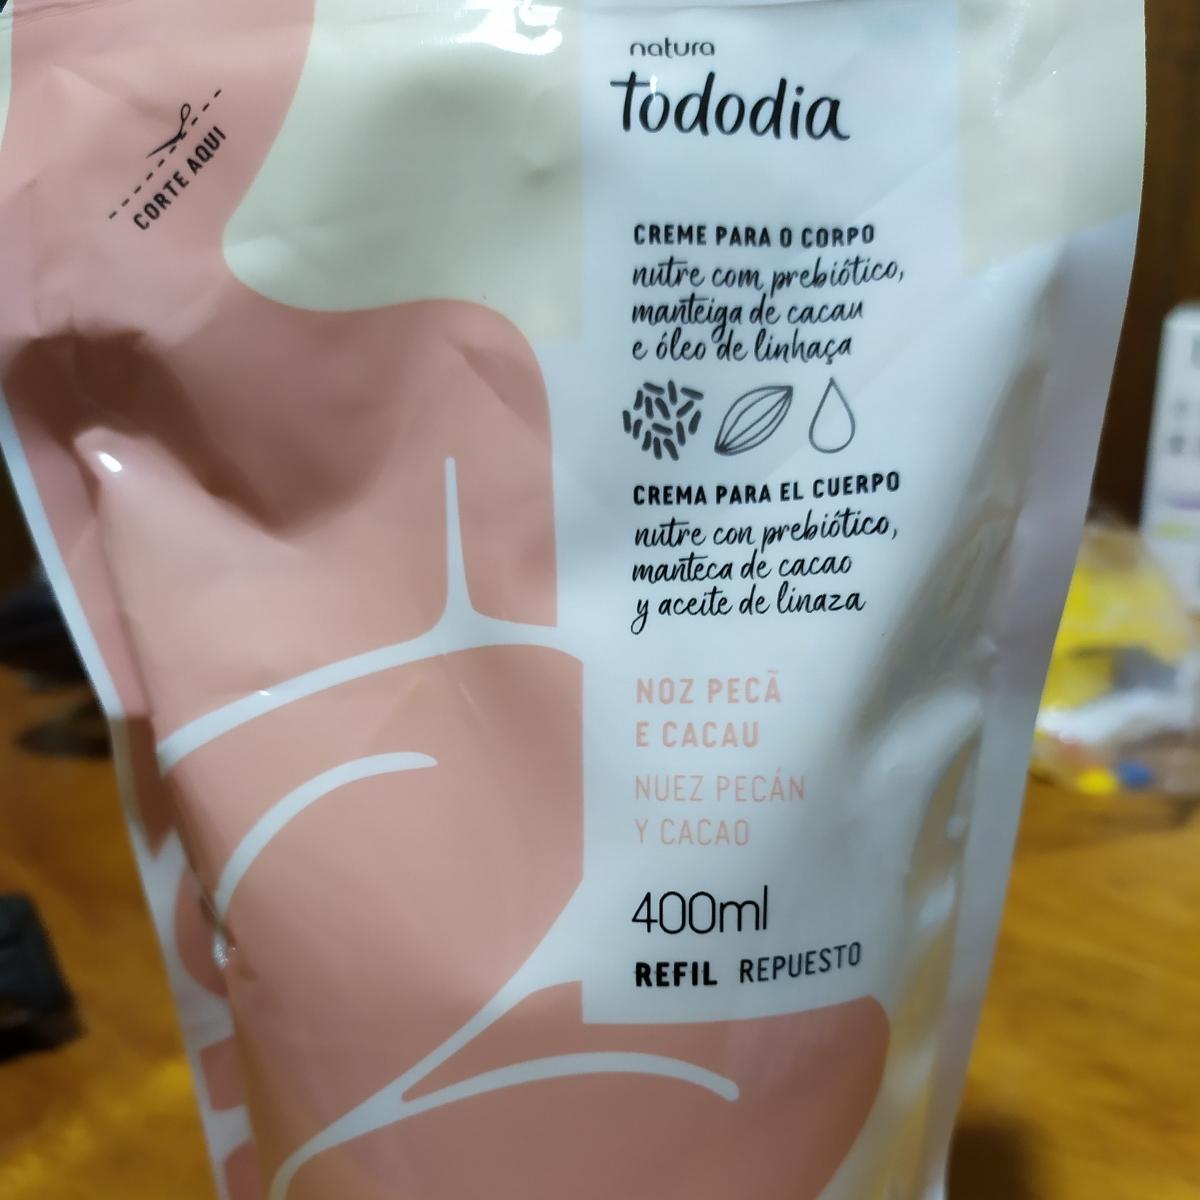 natura
tododia
CORTE AQUI
CREME PARA O CORPO
nutre com prebiótico,
manteiga de cacau
e óleo de linhaça
CREMA PARA EL CUERPO
nutre con prebiótico,
manteca de cacao
y aceite de linaza
NOZ PECÃ
E CACAU
NUEZ PECÁN
Y CACAO
400ml
REFIL REPUESTO